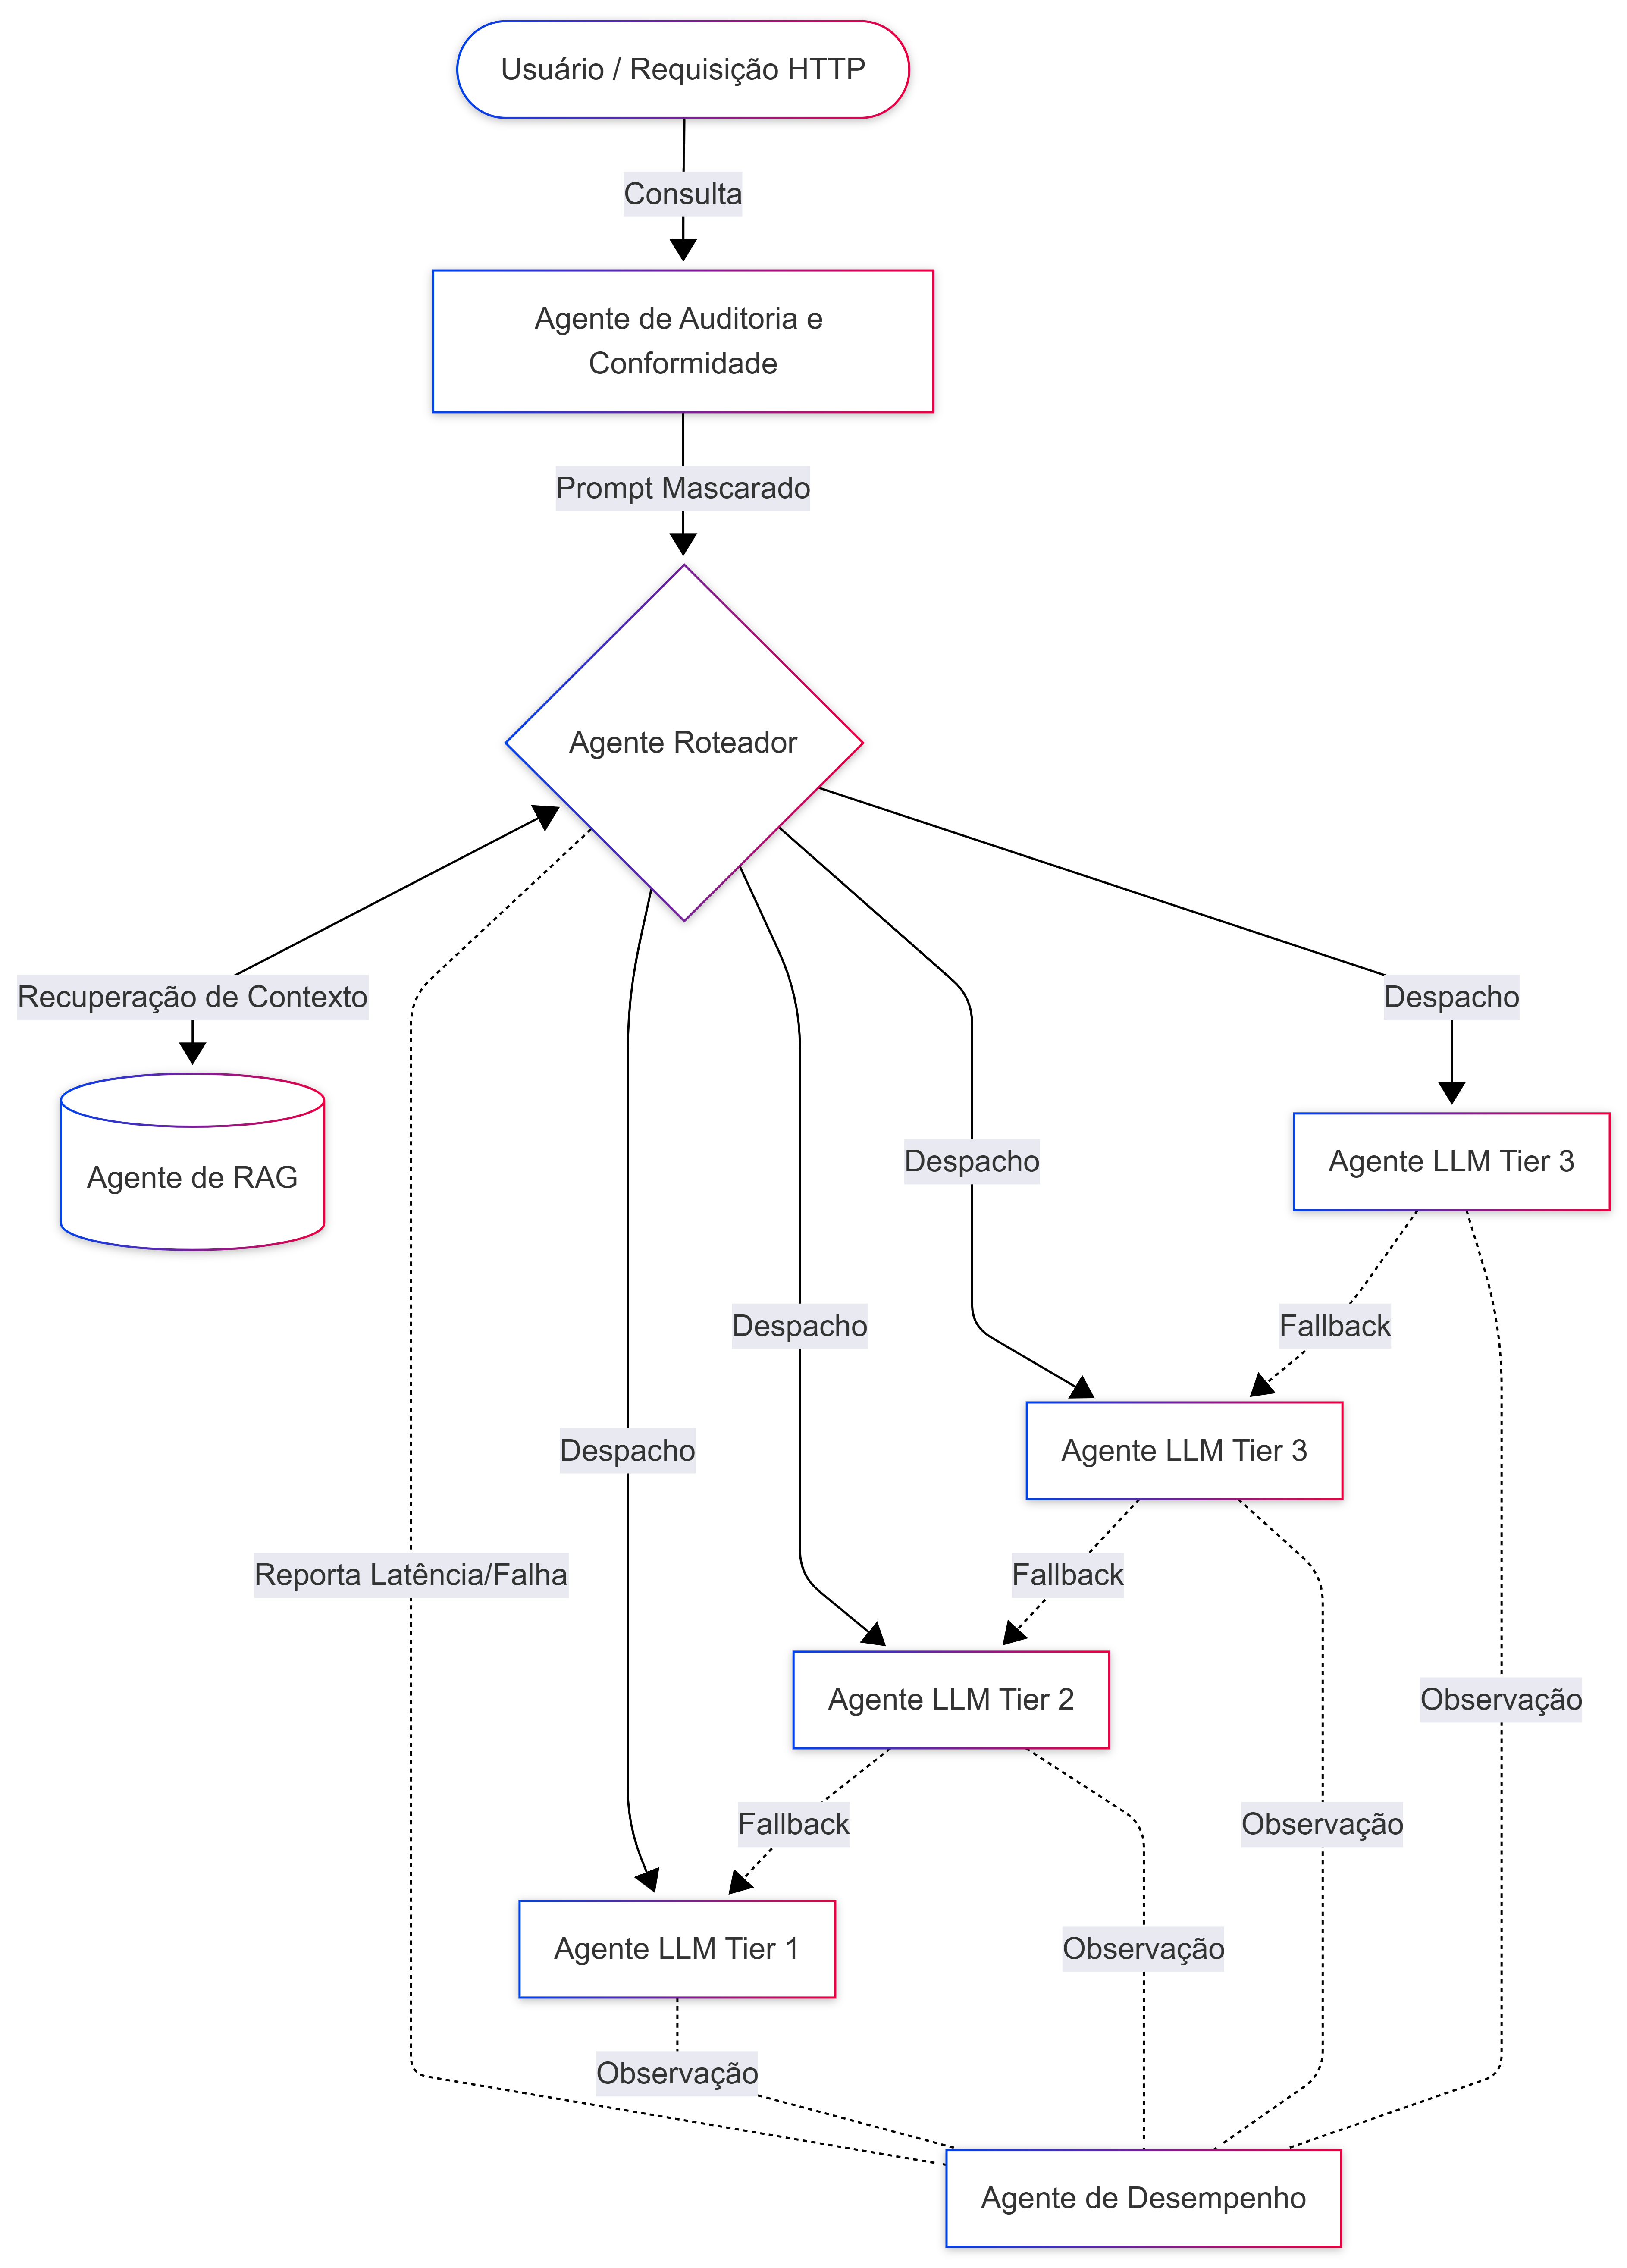 Usuário / Requisição HTTP
Consulta
Agente de Auditoria e
Conformidade
Prompt Mascarado
Agente Roteador
Recuperação de Contexto
Despacho
Agente de RAG
Despacho
Agente LLM Tier 3
Despacho
Fallback
Despacho
Agente LLM Tier 3
Reporta Latência/Falha
Fallback
Agente LLM Tier 2
Observação
Fallback
Observação
Agente LLM Tier 1
Observação
Observação
Agente de Desempenho